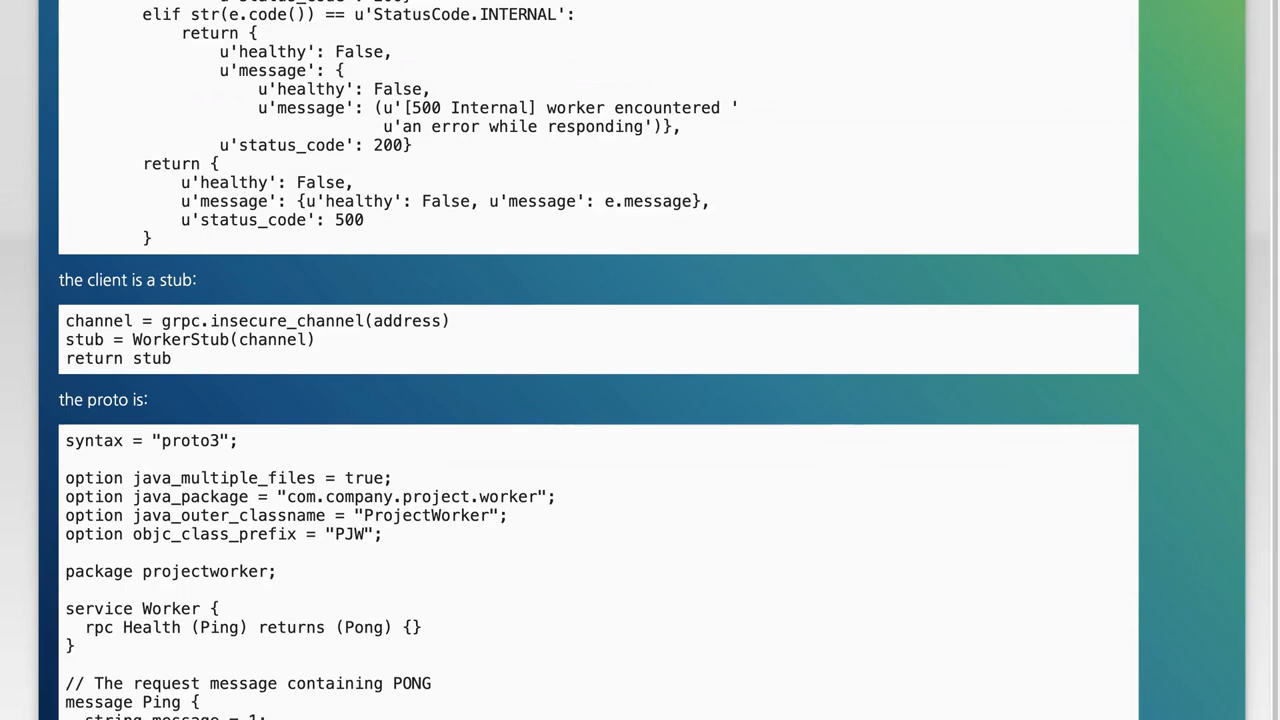 elif str(e.code()) == u'StatusCode.INTERNAL':
return {
u'healthy': False,
u'message': {
u'healthy': False,
u'message': (u'[500 Internal] worker encountered '
u'an error while responding')},
u'status_code': 200}
return {
u'healthy': False,
u'message': {u'healthy': False, u'message': e.message},
u'status_code': 500
}
the client is a stub:
channel = grpc.insecure_channel(address)
stub = WorkerStub(channel)
return stub
the proto is:
syntax = "proto3";
option java_multiple_files = true;
option java_package = "com.company.project.worker";
option java_outer_classname = "ProjectWorker";
option objc_class_prefix = "PJW";
package projectworker;
service Worker {
rpc Health (Ping) returns (Pong) {}
}
// The request message containing PONG
message Ping {
string message = 1;